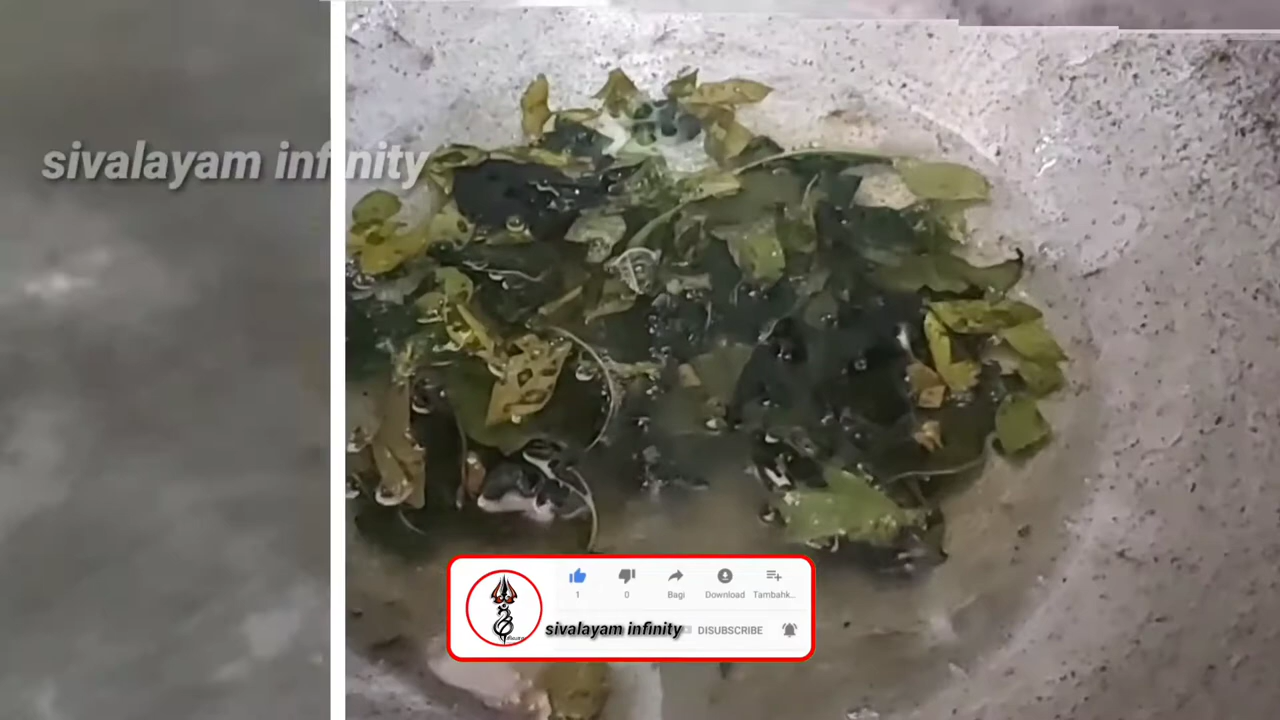 sivalayam infinity
1
0
Bagi
Download
Tambahk...
sivalayam infinity
DISUBSCRIBE